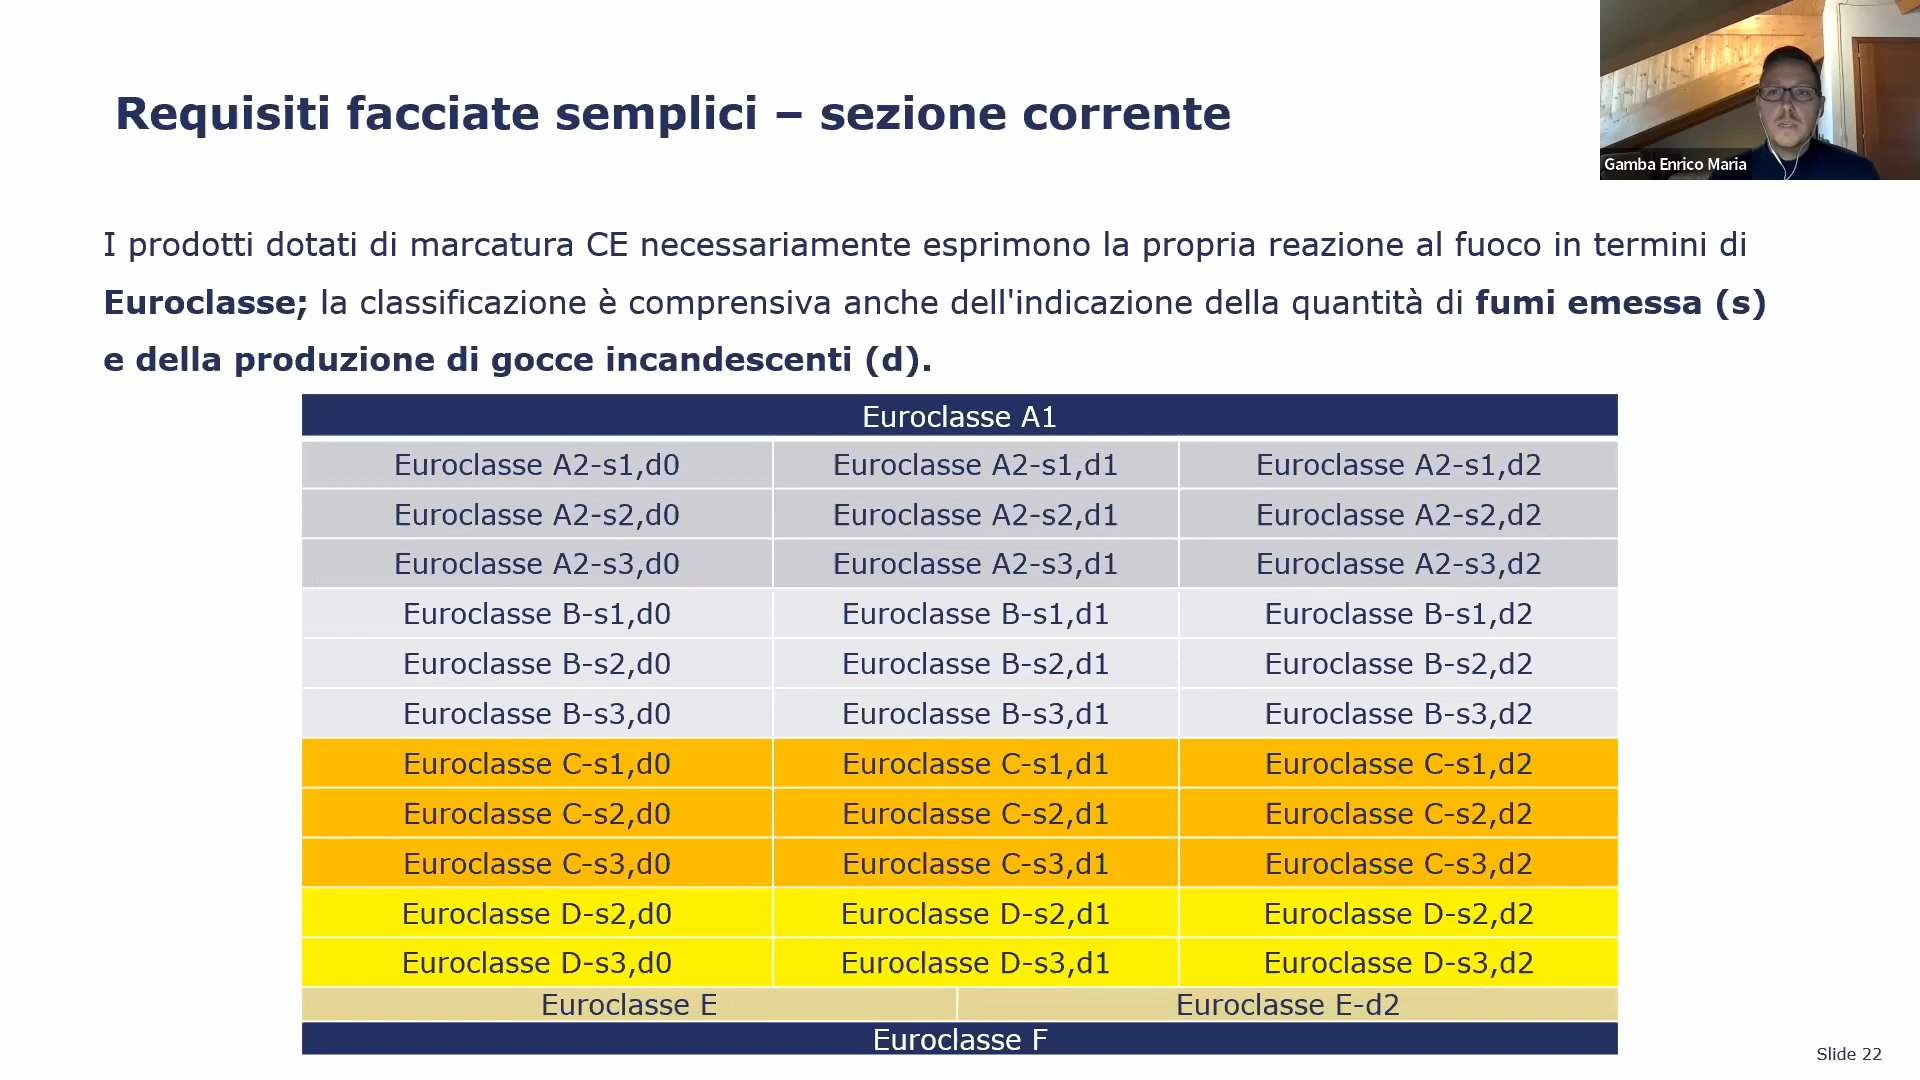 Requisiti facciate semplici – sezione corrente
Gamba Enrico Maria
I prodotti dotati di marcatura CE necessariamente esprimono la propria reazione al fuoco in termini di
Euroclasse; la classificazione è comprensiva anche dell'indicazione della quantità di fumi emessa (s)
e della produzione di gocce incandescenti (d).
Euroclasse A1
Euroclasse A2-s1,d0 Euroclasse A2-s1,d1 Euroclasse A2-s1,d2
Euroclasse A2-s2,d0 Euroclasse A2-s2,d1 Euroclasse A2-s2,d2
Euroclasse A2-s3,d0 Euroclasse A2-s3,d1 Euroclasse A2-s3,d2
Euroclasse B-s1,d0 Euroclasse B-s1,d1 Euroclasse B-s1,d2
Euroclasse B-s2,d0 Euroclasse B-s2,d1 Euroclasse B-s2,d2
Euroclasse B-s3,d0 Euroclasse B-s3,d1 Euroclasse B-s3,d2
Euroclasse C-s1,d0 Euroclasse C-s1,d1 Euroclasse C-s1,d2
Euroclasse C-s2,d0 Euroclasse C-s2,d1 Euroclasse C-s2,d2
Euroclasse C-s3,d0 Euroclasse C-s3,d1 Euroclasse C-s3,d2
Euroclasse D-s2,d0 Euroclasse D-s2,d1 Euroclasse D-s2,d2
Euroclasse D-s3,d0 Euroclasse D-s3,d1 Euroclasse D-s3,d2
Euroclasse E Euroclasse E-d2
Euroclasse F
Slide 22